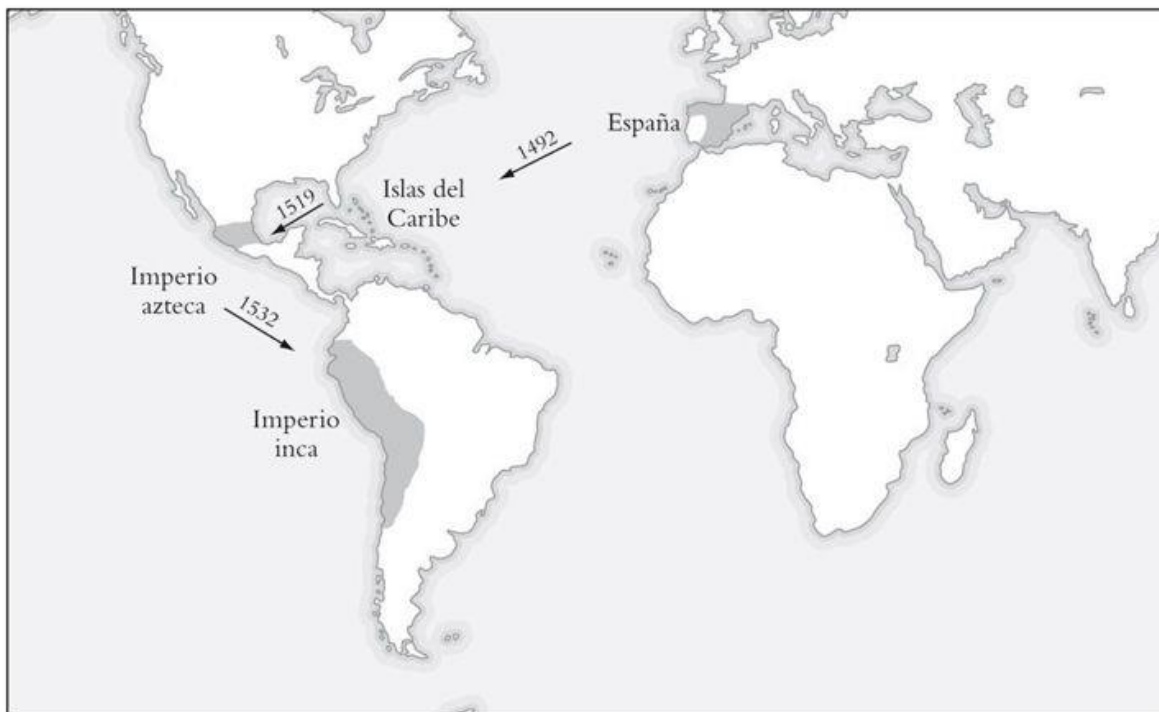 España
1492
Islas del
Caribe
1519
Imperio
azteca
1532
Imperio
inca